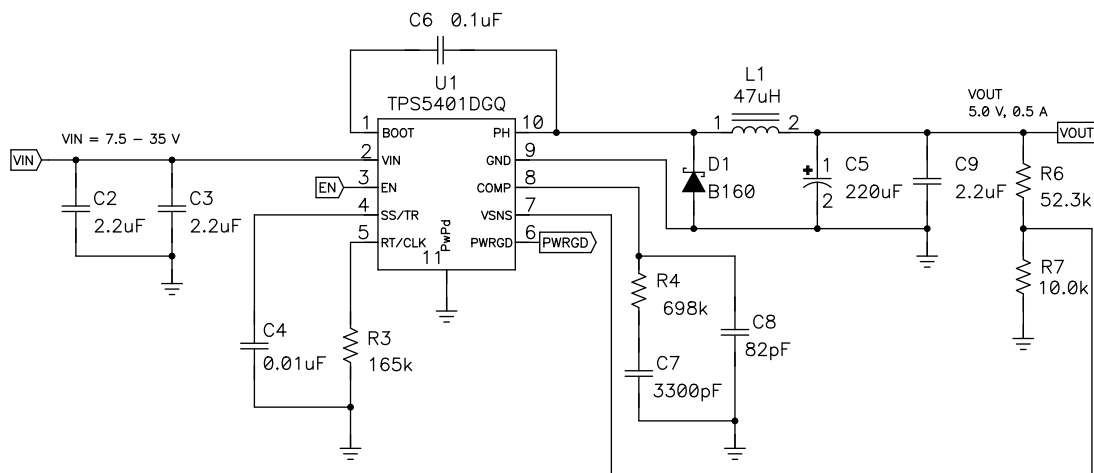 C6 0.1uF
U1
TPS5401DGQ
1 BOOT
PH 10
2 VIN
GND 9
3 EN
COMP 8
4 SS/TR
VSNS 7
5 RT/CLK
PWRGD 6
11 PwPd
VIN = 7.5 – 35 V
VIN
EN
PWRGD
C2
2.2uF
C3
2.2uF
C4
0.01uF
R3
165k
L1
47uH
1 2
VOUT
5.0 V, 0.5 A
VOUT
D1
B160
+ 1
2
C5
220uF
C9
2.2uF
R6
52.3k
R7
10.0k
R4
698k
C8
82pF
C7
3300pF